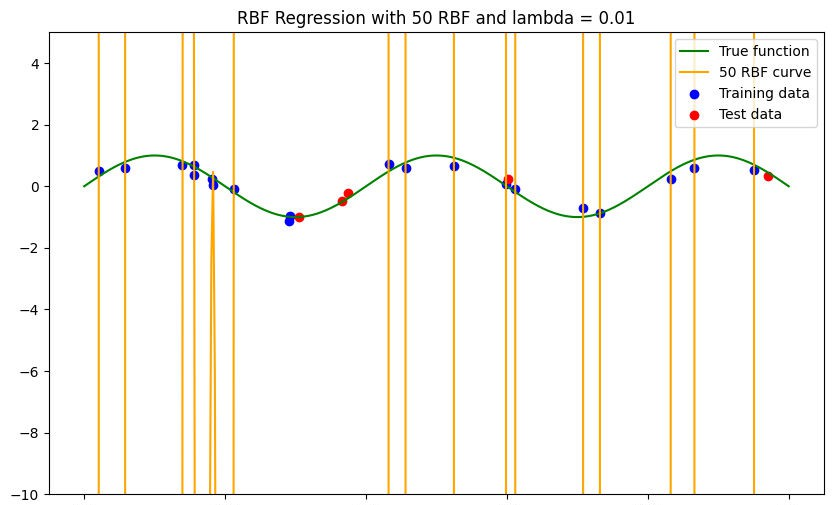 RBF Regression with 50 RBF and lambda = 0.01
True function
50 RBF curve
Training data
Test data
4
2
0
−2
−4
−6
−8
−10